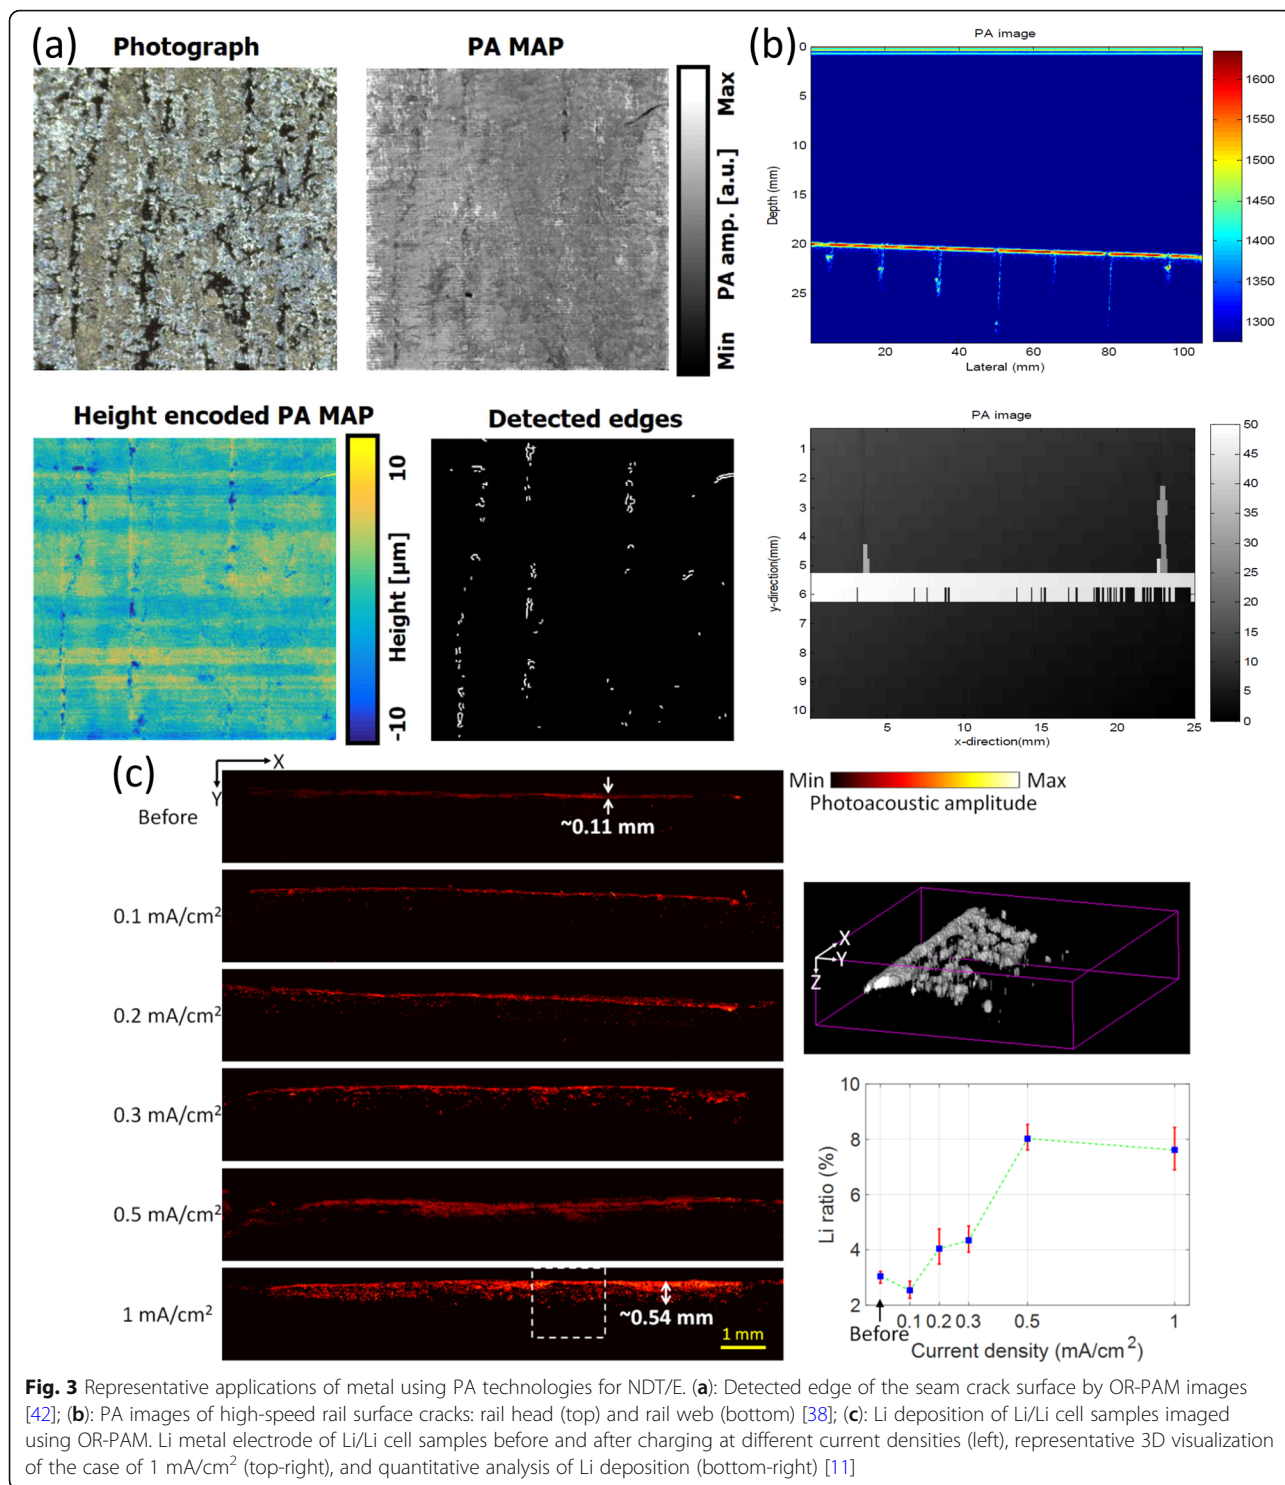 (a)
Photograph
PA MAP
Max
PA amp. [a.u.]
Min
(b)
PA image
0
5
10
15
20
25
Depth (mm)
20
40
60
80
100
Lateral (mm)
1600
1550
1500
1450
1400
1350
1300
Height encoded PA MAP
10
Height [µm]
-10
Detected edges
PA image
1
2
3
4
5
6
7
8
9
10
y-direction(mm)
5
10
15
20
25
x-direction(mm)
50
45
40
35
30
25
20
15
10
5
0
(c)
X
Y
Before
~0.11 mm
0.1 mA/cm²
0.2 mA/cm²
0.3 mA/cm²
0.5 mA/cm²
1 mA/cm²
~0.54 mm
1 mm
Min
Max
Photoacoustic amplitude
X
Y
Z
10
8
6
4
2
Li ratio (%)
Before
0.1
0.2
0.3
0.5
1
Current density (mA/cm²)
Fig. 3 Representative applications of metal using PA technologies for NDT/E. (a): Detected edge of the seam crack surface by OR-PAM images
[42]; (b): PA images of high-speed rail surface cracks: rail head (top) and rail web (bottom) [38]; (c): Li deposition of Li/Li cell samples imaged
using OR-PAM. Li metal electrode of Li/Li cell samples before and after charging at different current densities (left), representative 3D visualization
of the case of 1 mA/cm² (top-right), and quantitative analysis of Li deposition (bottom-right) [11]